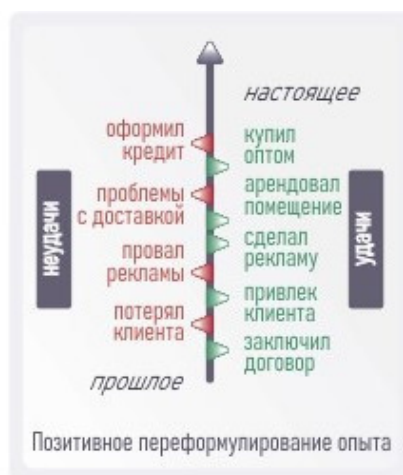 настоящее
оформил
кредит
купил
оптом
проблемы
с доставкой
арендовал
помещение
неудачи
удачи
сделал
рекламу
провал
рекламы
привлек
клиента
потерял
клиента
заключил
договор
прошлое
Позитивное переформулирование опыта